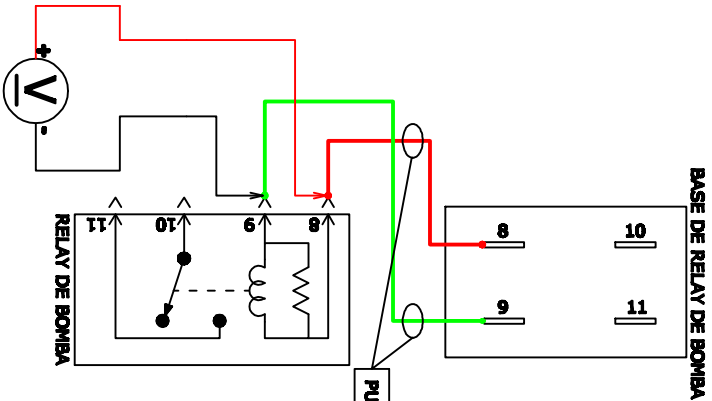 +
V
-
11
10
9
8
RELAY DE BOMBA
8
10
9
11
BASE DE RELAY DE BOMBA
PU